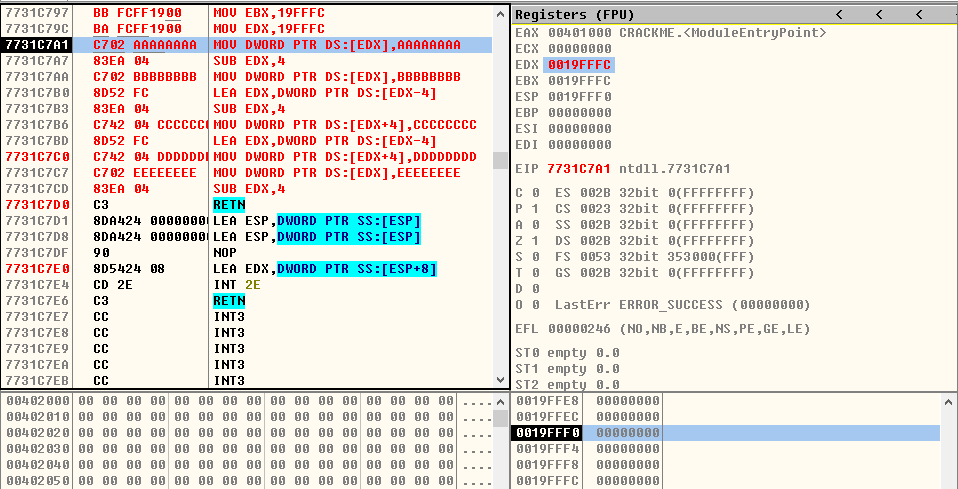 7731C797 BB FCFF1900 MOV EBX,19FFFC
7731C79C BA FCFF1900 MOV EDX,19FFFC
7731C7A1 C702 AAAAAAAA MOV DWORD PTR DS:[EDX],AAAAAAAA
7731C7A7 83EA 04 SUB EDX,4
7731C7AA C702 BBBBBBBB MOV DWORD PTR DS:[EDX],BBBBBBBB
7731C7B0 8D52 FC LEA EDX,DWORD PTR DS:[EDX-4]
7731C7B3 83EA 04 SUB EDX,4
7731C7B6 C742 04 CCCCCC MOV DWORD PTR DS:[EDX+4],CCCCCCCC
7731C7BD 8D52 FC LEA EDX,DWORD PTR DS:[EDX-4]
7731C7C0 C742 04 DDDDDD MOV DWORD PTR DS:[EDX+4],DDDDDDDD
7731C7C7 C702 EEEEEEEE MOV DWORD PTR DS:[EDX],EEEEEEEE
7731C7CD 83EA 04 SUB EDX,4
7731C7D0 C3 RETN
7731C7D1 8DA424 00000000 LEA ESP,DWORD PTR SS:[ESP]
7731C7D8 8DA424 00000000 LEA ESP,DWORD PTR SS:[ESP]
7731C7DF 90 NOP
7731C7E0 8D5424 08 LEA EDX,DWORD PTR SS:[ESP+8]
7731C7E4 CD 2E INT 2E
7731C7E6 C3 RETN
7731C7E7 CC INT3
7731C7E8 CC INT3
7731C7E9 CC INT3
7731C7EA CC INT3
7731C7EB CC INT3
Registers (FPU) < < <
EAX 00401000 CRACKME.<ModuleEntryPoint>
ECX 00000000
EDX 0019FFFC
EBX 0019FFFC
ESP 0019FFF0
EBP 00000000
ESI 00000000
EDI 00000000
EIP 7731C7A1 ntdll.7731C7A1
C 0 ES 002B 32bit 0(FFFFFFFF)
P 1 CS 0023 32bit 0(FFFFFFFF)
A 0 SS 002B 32bit 0(FFFFFFFF)
Z 1 DS 002B 32bit 0(FFFFFFFF)
S 0 FS 0053 32bit 353000(FFF)
T 0 GS 002B 32bit 0(FFFFFFFF)
D 0
O 0 LastErr ERROR_SUCCESS (00000000)
EFL 00000246 (NO,NB,E,BE,NS,PE,GE,LE)
ST0 empty 0.0
ST1 empty 0.0
ST2 empty 0.0
00402000 00 00 00 00 00 00 00 00 00 00 00 00 00 00 00 00 ....
00402010 00 00 00 00 00 00 00 00 00 00 00 00 00 00 00 00 ....
00402020 00 00 00 00 00 00 00 00 00 00 00 00 00 00 00 00 ....
00402030 00 00 00 00 00 00 00 00 00 00 00 00 00 00 00 00 ....
00402040 00 00 00 00 00 00 00 00 00 00 00 00 00 00 00 00 ....
00402050 00 00 00 00 00 00 00 00 00 00 00 00 00 00 00 00 ....
0019FFE8 00000000
0019FFEC 00000000
0019FFF0 00000000
0019FFF4 00000000
0019FFF8 00000000
0019FFFC 00000000